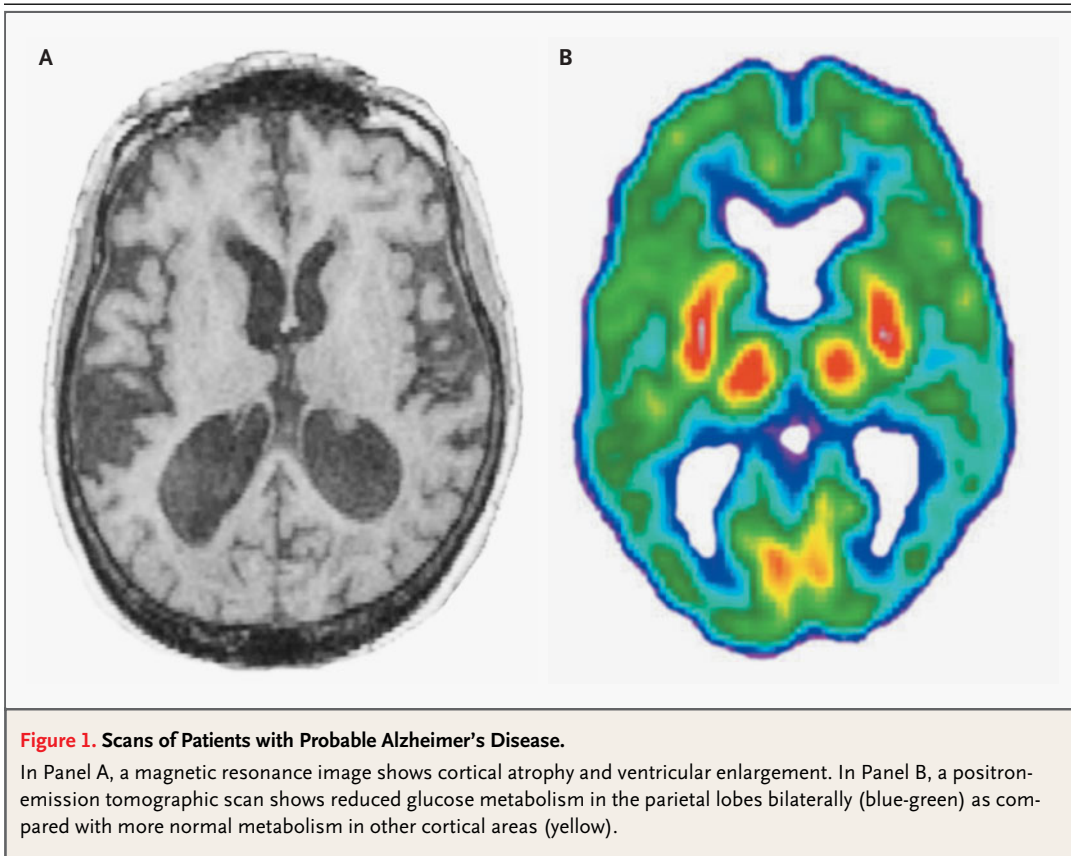 A
B
Figure 1. Scans of Patients with Probable Alzheimer’s Disease.
In Panel A, a magnetic resonance image shows cortical atrophy and ventricular enlargement. In Panel B, a positron-
emission tomographic scan shows reduced glucose metabolism in the parietal lobes bilaterally (blue-green) as com-
pared with more normal metabolism in other cortical areas (yellow).